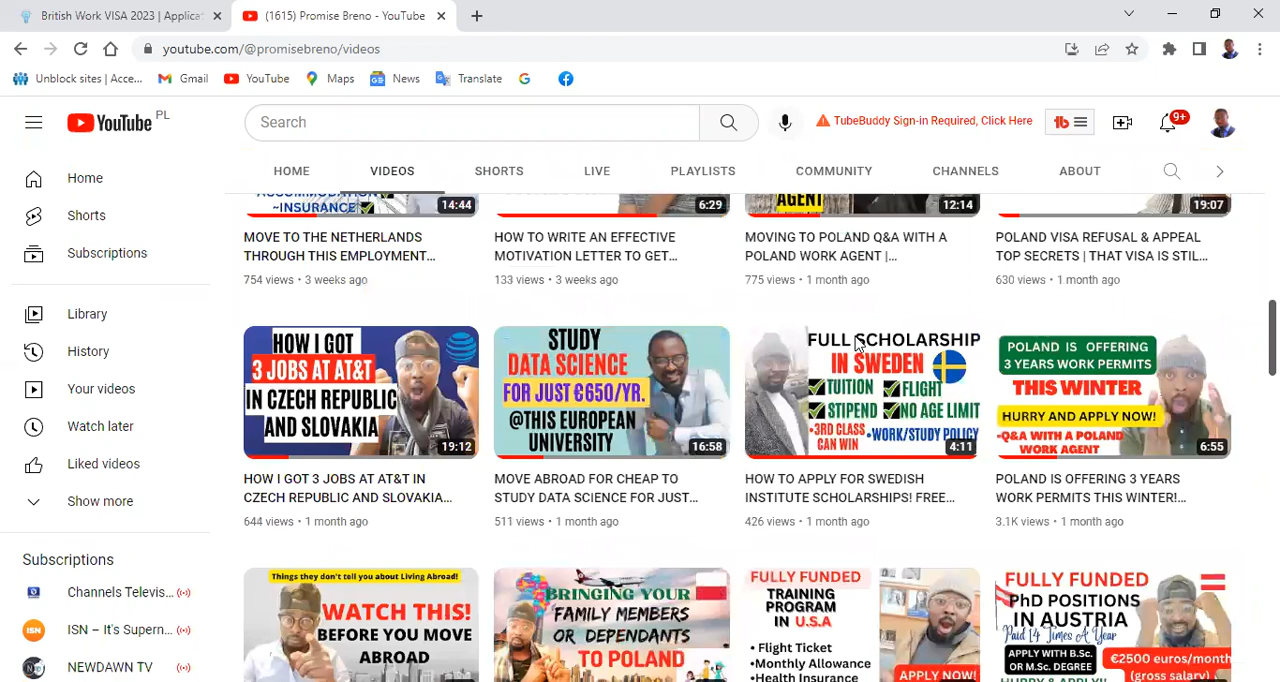 British Work VISA 2023 | Applicat
(1615) Promise Breno - YouTube
youtube.com/@promisebreno/videos
Unblock sites | Acce...
Gmail
YouTube
Maps
News
Translate
YouTube PL
Search
TubeBuddy Sign-in Required, Click Here
9+
HOME
VIDEOS
SHORTS
LIVE
PLAYLISTS
COMMUNITY
CHANNELS
ABOUT
Home
Shorts
Subscriptions
Library
History
Your videos
Watch later
Liked videos
Show more
Subscriptions
Channels Televis...
ISN – It's Supern...
NEWDAWN TV
ACCOMMODATION
~INSURANCE
14:44
MOVE TO THE NETHERLANDS
THROUGH THIS EMPLOYMENT...
754 views • 3 weeks ago
6:29
HOW TO WRITE AN EFFECTIVE
MOTIVATION LETTER TO GET...
133 views • 3 weeks ago
AGENT
12:14
MOVING TO POLAND Q&A WITH A
POLAND WORK AGENT |...
775 views • 1 month ago
19:07
POLAND VISA REFUSAL & APPEAL
TOP SECRETS | THAT VISA IS STIL...
630 views • 1 month ago
HOW I GOT
3 JOBS AT AT&T
IN CZECH REPUBLIC
AND SLOVAKIA
19:12
HOW I GOT 3 JOBS AT AT&T IN
CZECH REPUBLIC AND SLOVAKIA...
644 views • 1 month ago
STUDY
DATA SCIENCE
FOR JUST €650/YR.
@THIS EUROPEAN
UNIVERSITY
16:58
MOVE ABROAD FOR CHEAP TO
STUDY DATA SCIENCE FOR JUST...
511 views • 1 month ago
FULL SCHOLARSHIP
IN SWEDEN
TUITION
FLIGHT
STIPEND
NO AGE LIMIT
•3RD CLASS
CAN WIN
•WORK/STUDY POLICY
4:11
HOW TO APPLY FOR SWEDISH
INSTITUTE SCHOLARSHIPS! FREE...
426 views • 1 month ago
POLAND IS OFFERING
3 YEARS WORK PERMITS
THIS WINTER!
HURRY AND APPLY NOW!
-Q&A WITH A POLAND
WORK AGENT
6:55
POLAND IS OFFERING 3 YEARS
WORK PERMITS THIS WINTER!...
3.1K views • 1 month ago
Things they don't tell you about Living Abroad!
WATCH THIS!
BEFORE YOU MOVE
ABROAD
BRINGING YOUR
FAMILY MEMBERS
OR DEPENDANTS
TO POLAND
FULLY FUNDED
TRAINING
PROGRAM
IN U.S.A
• Flight Ticket
•Monthly Allowance
•Health Insurance
APPLY NOW!
FULLY FUNDED
PhD POSITIONS
IN AUSTRIA
Paid 14 Times A Year
APPLY WITH B.Sc.
OR M.Sc. DEGREE
€2500 euros/month
(gross salary)
HURRY & APPLY!!